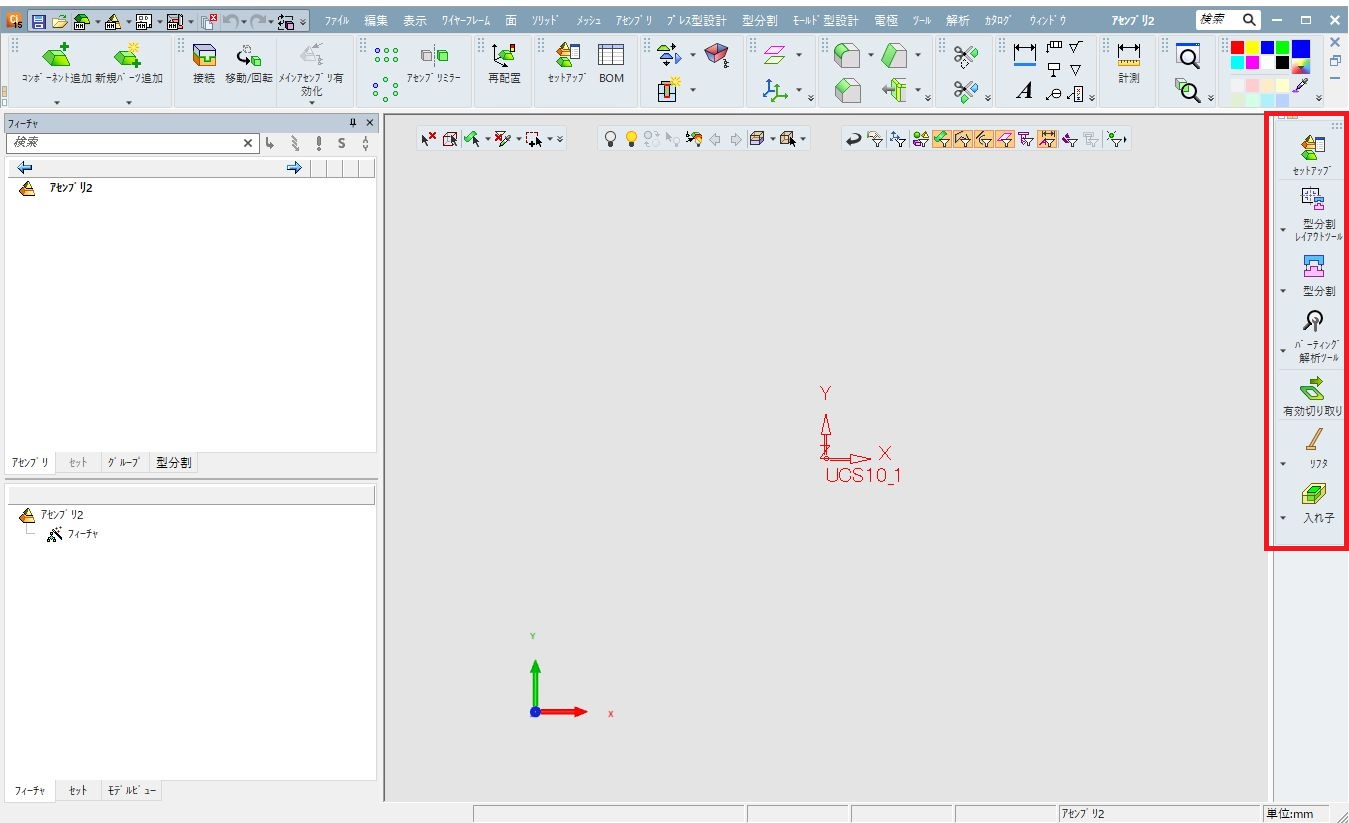 15
ファイル 編集 表示 ワイヤーフレーム 面 ソリッド メッシュ アセンブリ プレス型設計 型分割 モールド型設計 電極 ツール 解析 カタログ ウィンドウ アセンブリ2 検索
コンポーネント追加 新規パーツ追加 接続 移動/回転 メインアセンブリ有
効化
アセンブリミラー 再配置 セットアップ BOM A 計測
フィーチャ
検索 S
アセンブリ2
アセンブリ セット グループ 型分割
アセンブリ2
フィーチャ
フィーチャ セット モデルビュー
Y
Z X
UCS10_1
Y
X
セットアップ
型分割
レイアウトツール
型分割
パーティング
解析ツール
有効切り取り
リフタ
入れ子
アセンブリ2 単位:mm